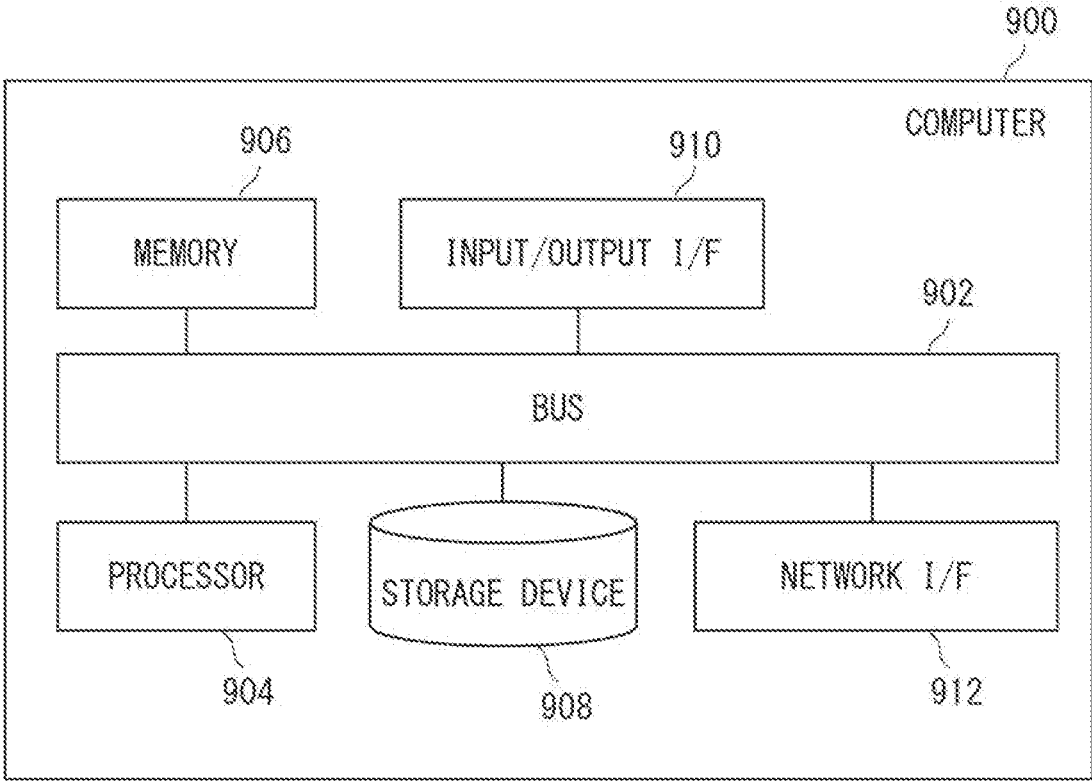 900
COMPUTER
906
910
MEMORY
INPUT/OUTPUT I/F
902
BUS
PROCESSOR
STORAGE DEVICE
NETWORK I/F
904
908
912